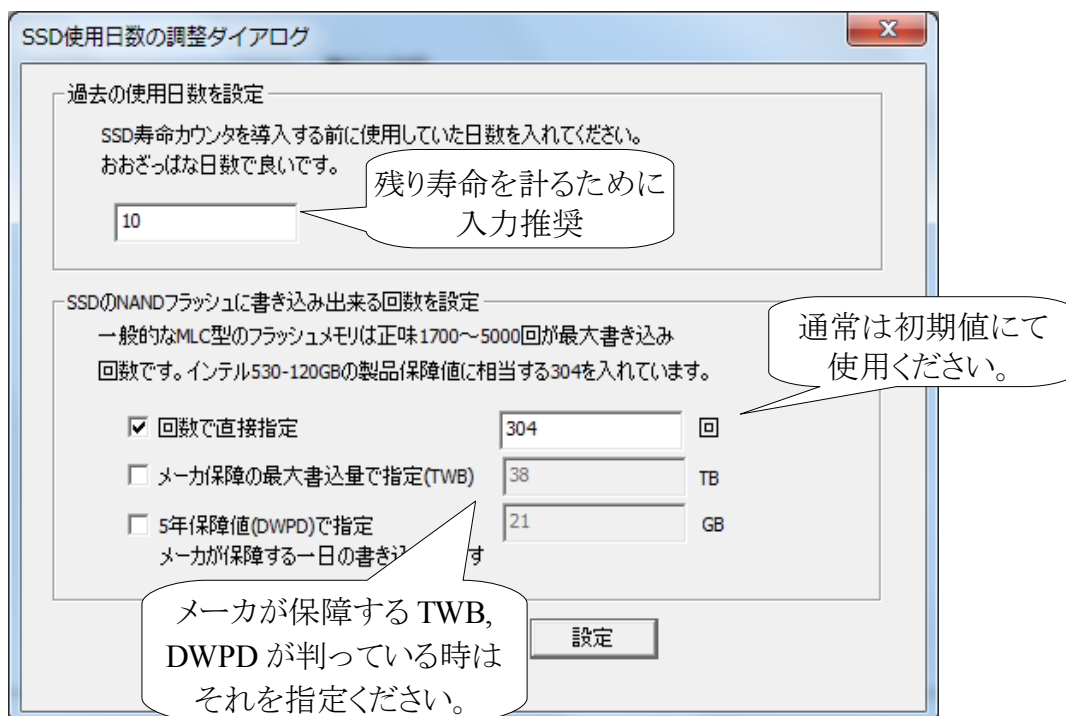 SSD使用日数の調整ダイアログ
過去の使用日数を設定
SSD寿命カウンタを導入する前に使用していた日数を入れてください。
おおざっぱな日数で良いです。
残り寿命を計るために
入力推奨
10
SSDのNANDフラッシュに書き込み出来る回数を設定
一般的なMLC型のフラッシュメモリは正味1700～5000回が最大書き込み
回数です。インテル530-120GBの製品保障値に相当する304を入れています。
通常は初期値にて
使用ください。
回数で直接指定 304 回
メーカ保障の最大書込量で指定(TWB) 38 TB
5年保障値(DWPD)で指定 21 GB
メーカが保障する一日の書き込 す
メーカが保障する TWB,
DWPD が判っている時は
それを指定ください。
設定